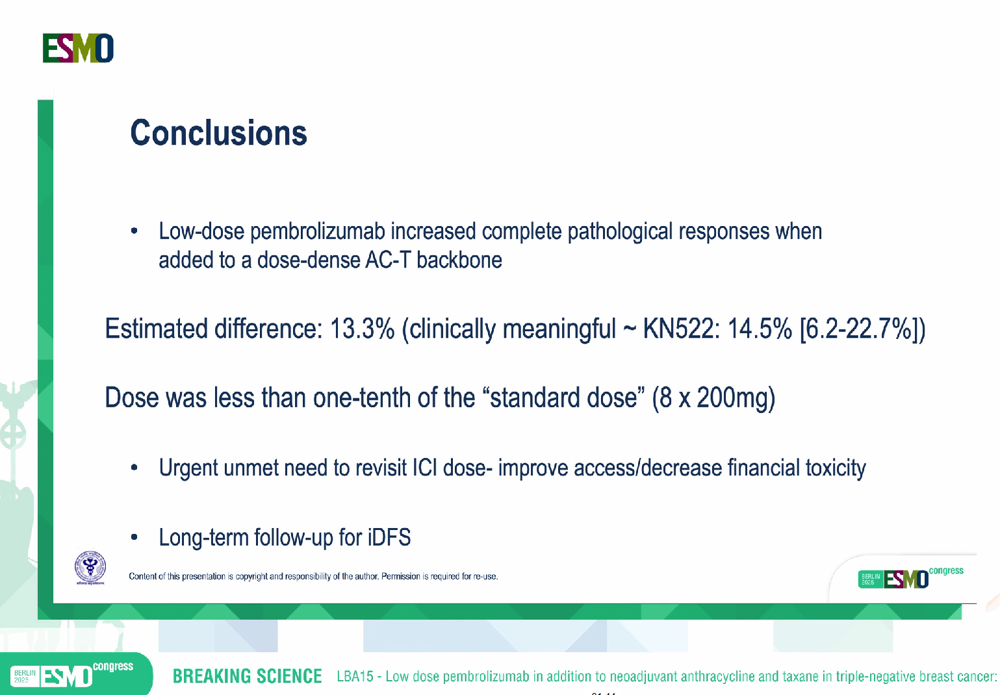 ESMO
Conclusions
• Low-dose pembrolizumab increased complete pathological responses when
added to a dose-dense AC-T backbone
Estimated difference: 13.3% (clinically meaningful ~ KN522: 14.5% [6.2-22.7%])
Dose was less than one-tenth of the “standard dose” (8 x 200mg)
• Urgent unmet need to revisit ICI dose- improve access/decrease financial toxicity
• Long-term follow-up for iDFS
Content of this presentation is copyright and responsibility of the author. Permission is required for re-use.
BERLIN
2025
ESMO congress
BERLIN
2025
ESMO congress
BREAKING SCIENCE LBA15 - Low dose pembrolizumab in addition to neoadjuvant anthracycline and taxane in triple-negative breast cancer: